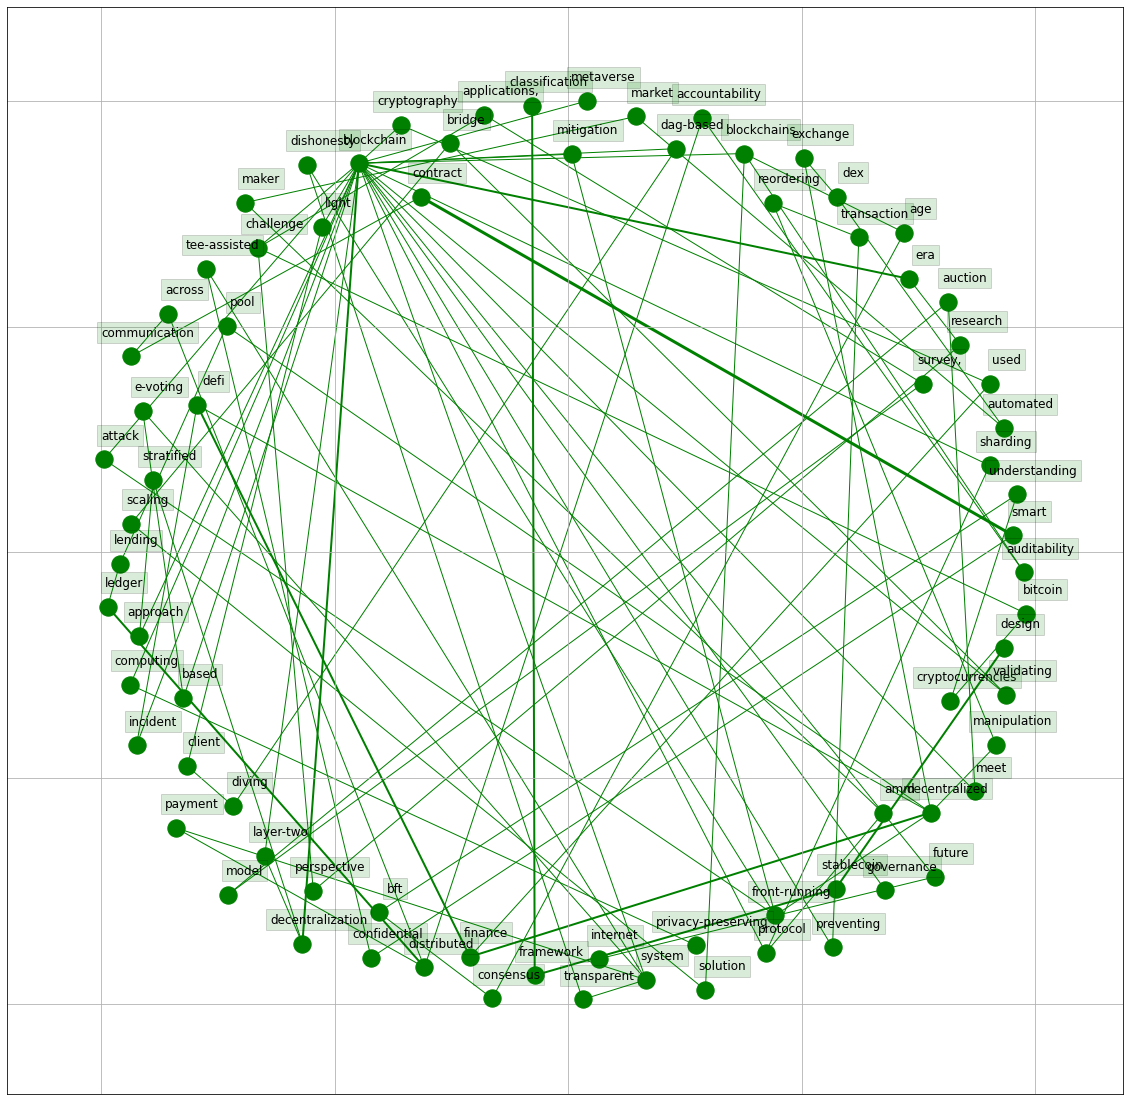 metaverse
classification
applications,
market
accountability
cryptography
bridge
mitigation
dag-based
blockchains
exchange
dishonesty
blockchain
contract
reordering
dex
maker
light
transaction
age
challenge
tee-assisted
era
across
pool
auction
communication
research
e-voting
defi
survey,
used
automated
attack
stratified
sharding
scaling
understanding
lending
smart
ledger
auditability
approach
bitcoin
computing
based
design
cryptocurrencies
validating
incident
client
manipulation
diving
meet
payment
amm
decentralized
layer-two
model
perspective
stablecoin
governance
future
bft
front-running
decentralization
confidential
distributed
finance
privacy-preserving
protocol
preventing
consensus
framework
internet
system
transparent
solution